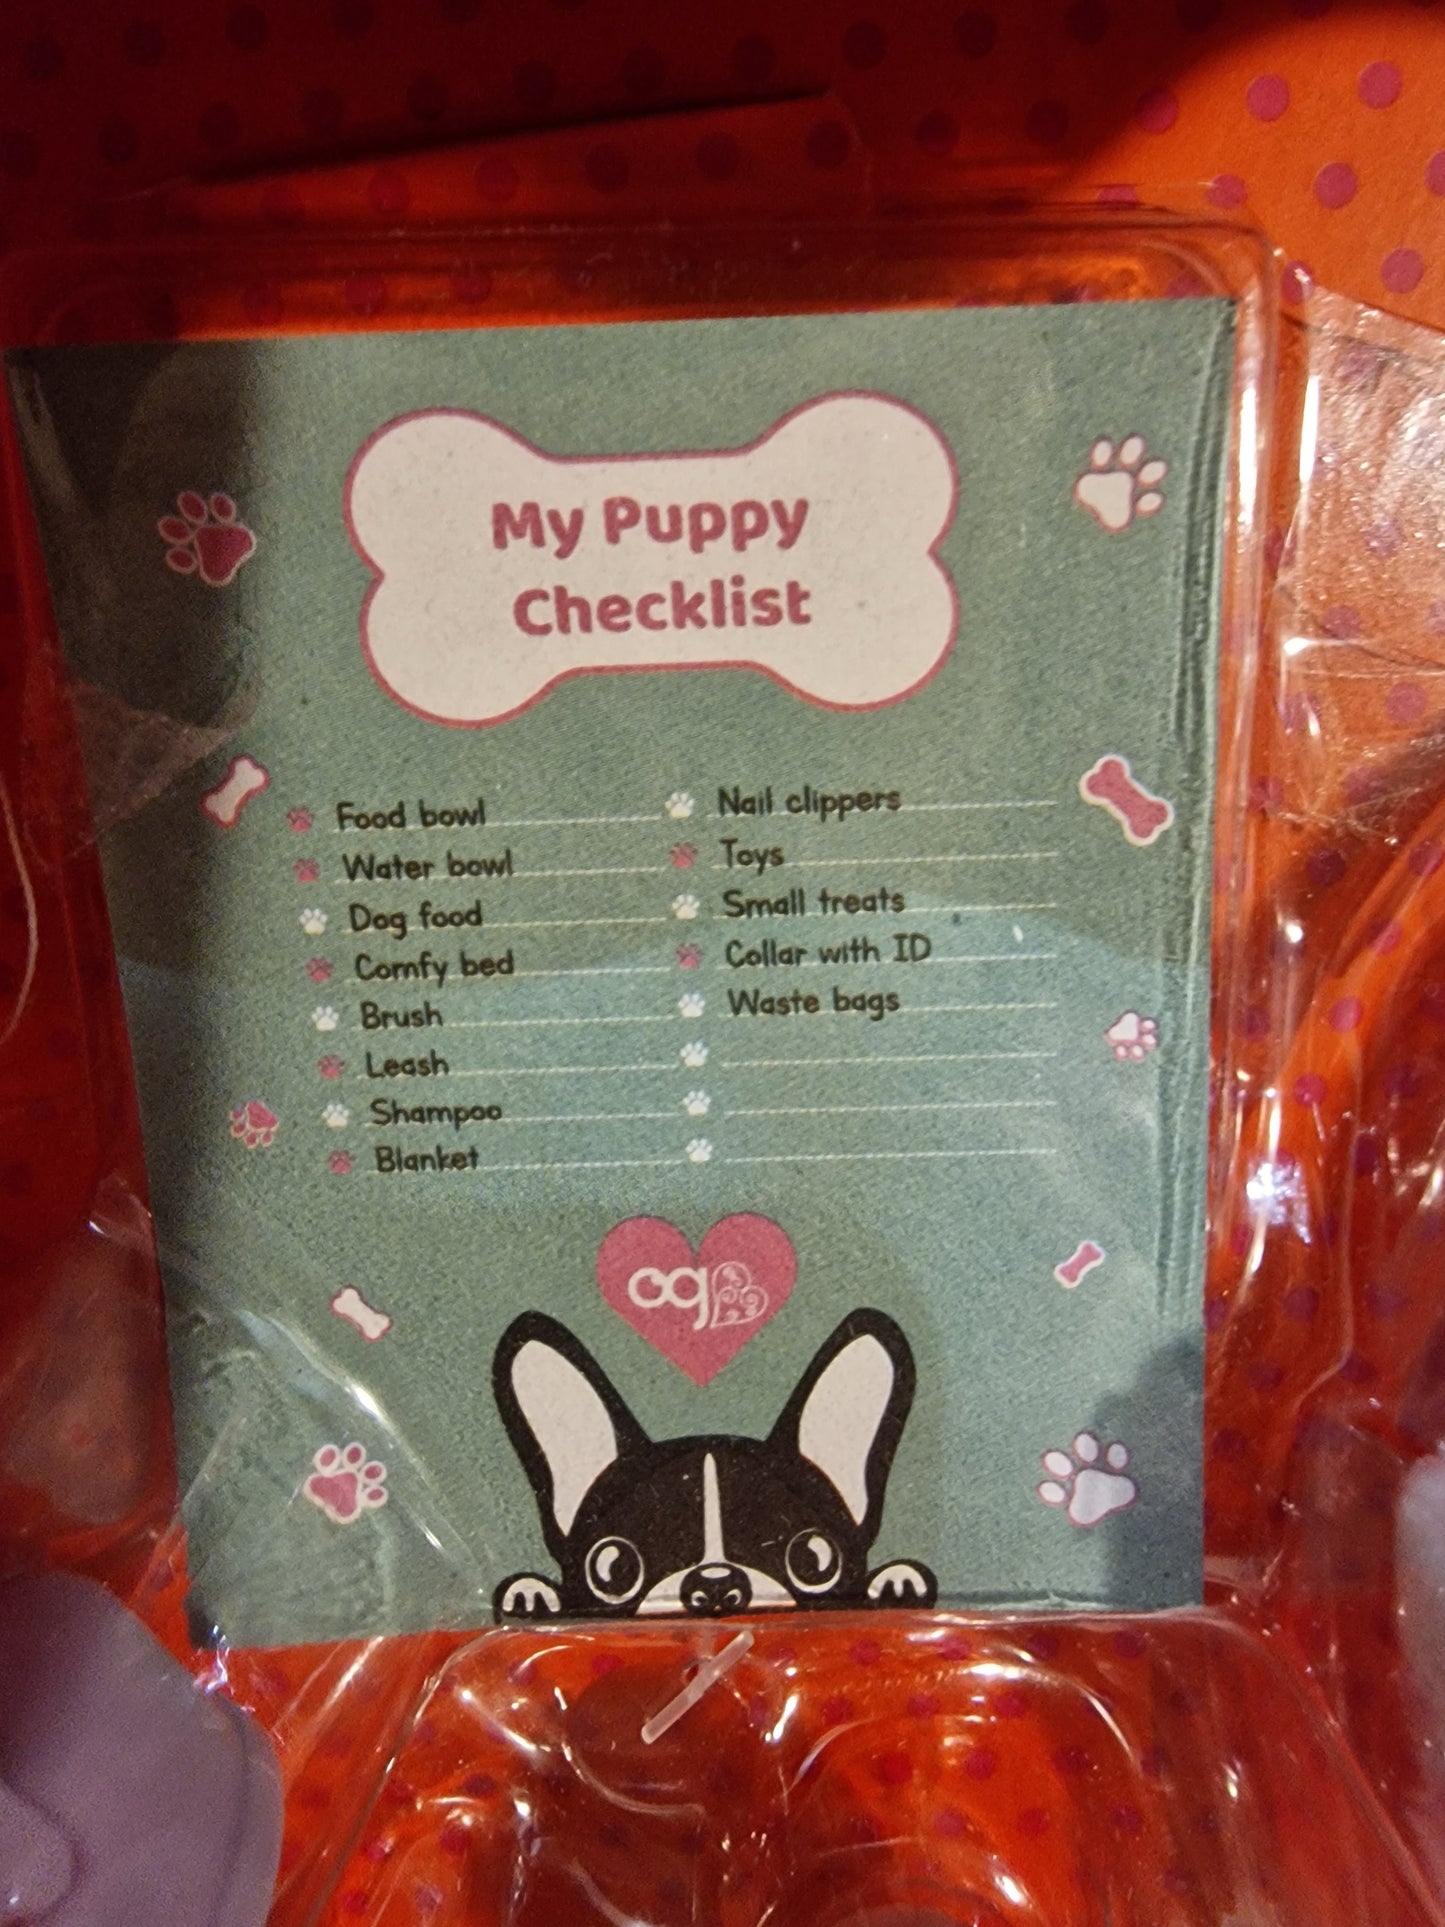 My Puppy
Checklist
Food bowl
Water bowl
Dog food
Comfy bed
Brush
Leash
Shampoo
Blanket
Nail clippers
Toys
Small treats
Collar with ID
Waste bags
cg